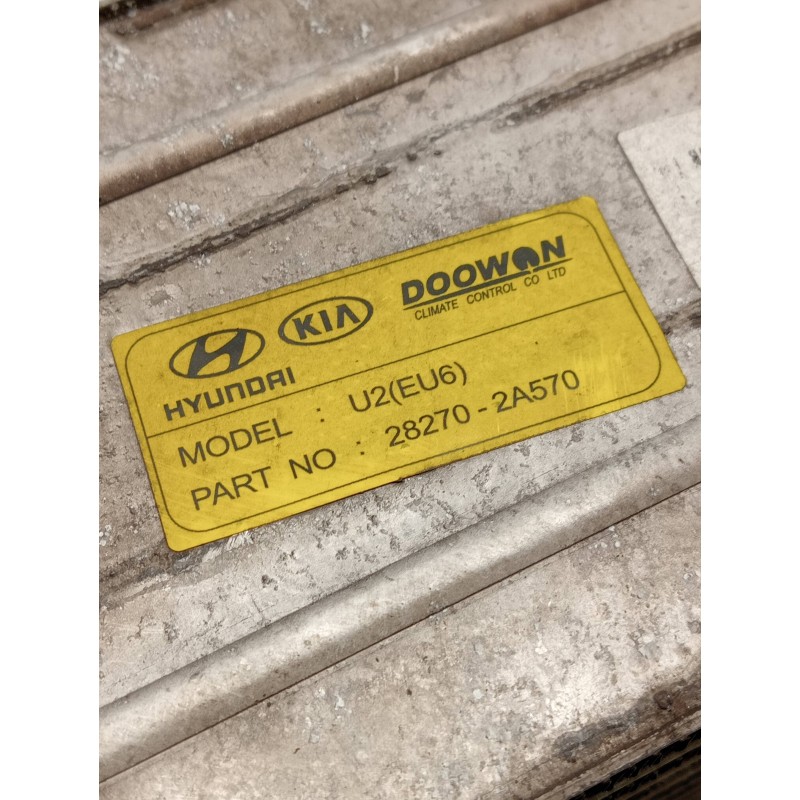 HYUNDAI
KIA
DOOWON
CLIMATE CONTROL CO LTD
MODEL : U2(EU6)
PART NO : 28270-2A570